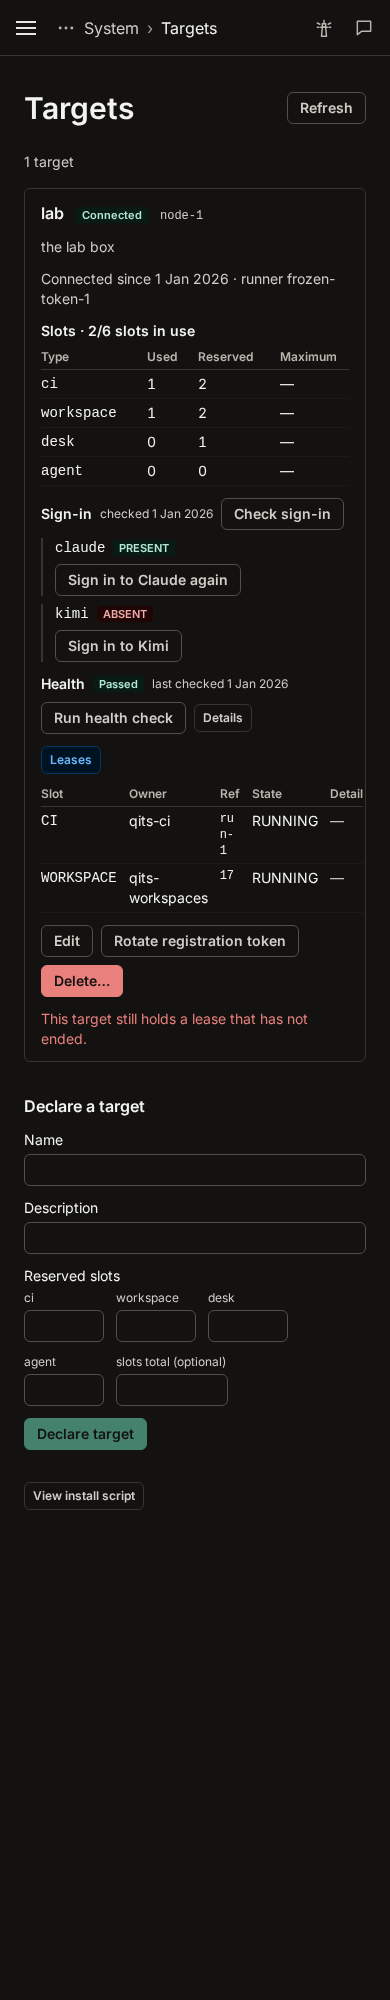 ··· System › Targets
Targets
Refresh
1 target
lab Connected node-1
the lab box
Connected since 1 Jan 2026 · runner frozen-
token-1
Slots · 2/6 slots in use
Type Used Reserved Maximum
ci 1 2 —
workspace 1 2 —
desk 0 1 —
agent 0 0 —
Sign-in checked 1 Jan 2026 Check sign-in
claude PRESENT
Sign in to Claude again
kimi ABSENT
Sign in to Kimi
Health Passed last checked 1 Jan 2026
Run health check Details
Leases
Slot Owner Ref State Detail
CI qits-ci ru RUNNING —
n-
1
WORKSPACE qits- 17 RUNNING —
workspaces
Edit Rotate registration token
Delete...
This target still holds a lease that has not
ended.
Declare a target
Name
Description
Reserved slots
ci workspace desk
agent slots total (optional)
Declare target
View install script